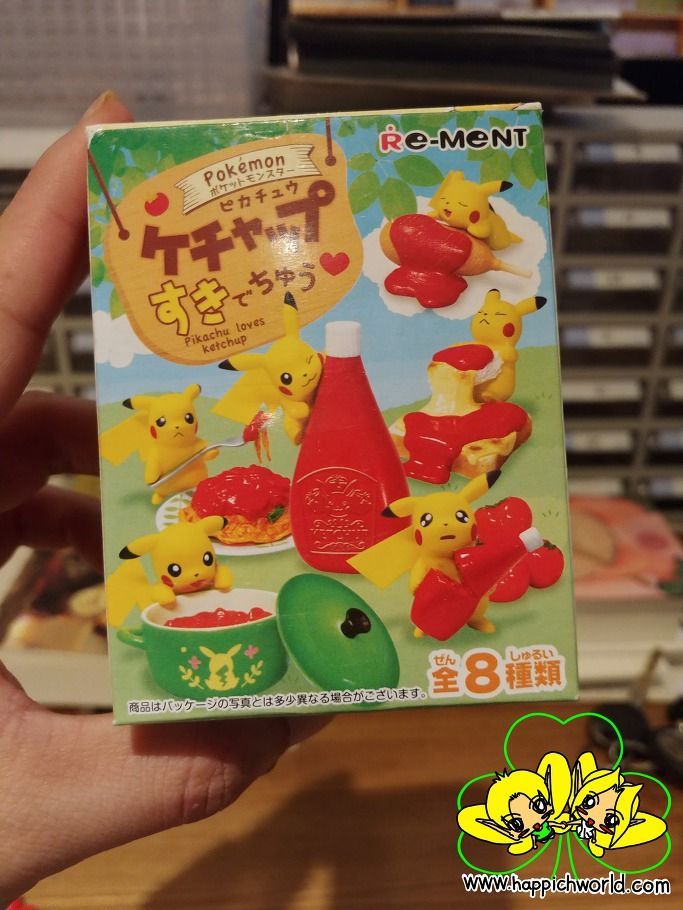 Re-MeNT
Pokémon
ポケットモンスター
ピカチュウ
ケチャップ
すきでちゅう
Pikachu loves
ketchup
ぜん しゅるい
全8種類
商品はパッケージの写真とは多少異なる場合がございます。
www.happichworld.com